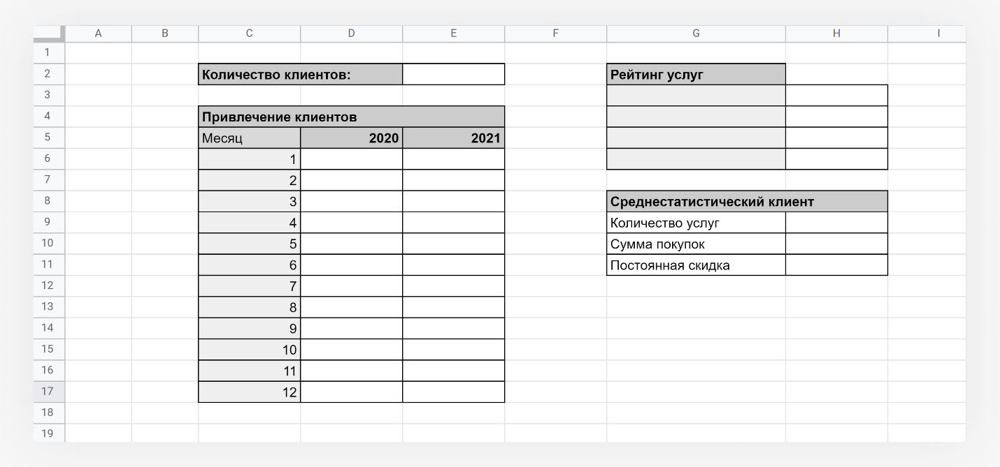 A B C D E F G H I
1
2 Количество клиентов: Рейтинг услуг
3
4 Привлечение клиентов
5 Месяц 2020 2021
6 1
7 2
8 3 Среднестатистический клиент
9 4 Количество услуг
10 5 Сумма покупок
11 6 Постоянная скидка
12 7
13 8
14 9
15 10
16 11
17 12
18
19